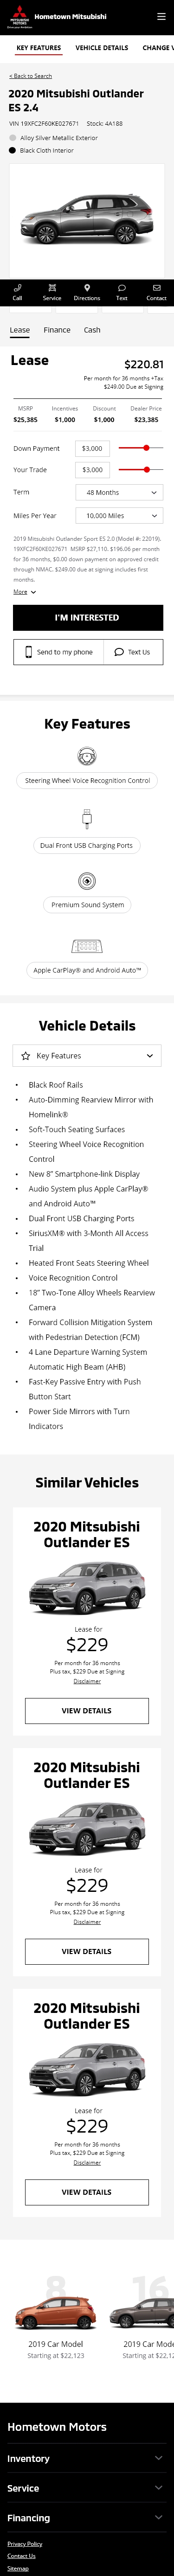 MITSUBISHI MOTORS
Hometown Mitsubishi
KEY FEATURES
VEHICLE DETAILS
CHANGE V
< Back to Search
2020 Mitsubishi Outlander
ES 2.4
VIN 19XFC2F60KE027671 Stock: 4A188
Alloy Silver Metallic Exterior
Black Cloth Interior
Call
Service
Directions
Text
Contact
Lease
Finance
Cash
Lease
$220.81
Per month for 36 months +Tax
$249.00 Due at Signing
MSRP
Incentives
Discount
Dealer Price
$25,385
$1,000
$1,000
$23,385
Down Payment
$3,000
Your Trade
$3,000
Term
48 Months
Miles Per Year
10,000 Miles
2019 Mitsubishi Outlander Sport ES 2.0 (Model #: 22019).
19XFC2F60KE027671 MSRP $27,110. $196.06 per month
for 36 months, $0.00 down payment on approved credit
through NMAC. $249.00 due at signing includes first
months.
More
I'M INTERESTED
Send to my phone
Text Us
Key Features
Steering Wheel Voice Recognition Control
Dual Front USB Charging Ports
Premium Sound System
Apple CarPlay® and Android Auto™
Vehicle Details
Key Features
• Black Roof Rails
• Auto-Dimming Rearview Mirror with
Homelink®
• Soft-Touch Seating Surfaces
• Steering Wheel Voice Recognition
Control
• New 8" Smartphone-link Display
• Audio System plus Apple CarPlay®
and Android Auto™
• Dual Front USB Charging Ports
• SiriusXM® with 3-Month All Access
Trial
• Heated Front Seats Steering Wheel
• Voice Recognition Control
• 18" Two-Tone Alloy Wheels Rearview
Camera
• Forward Collision Mitigation System
with Pedestrian Detection (FCM)
• 4 Lane Departure Warning System
Automatic High Beam (AHB)
• Fast-Key Passive Entry with Push
Button Start
• Power Side Mirrors with Turn
Indicators
Similar Vehicles
2020 Mitsubishi
Outlander ES
Lease for
$229
Per month for 36 months
Plus tax, $229 Due at Signing
Disclaimer
VIEW DETAILS
2020 Mitsubishi
Outlander ES
Lease for
$229
Per month for 36 months
Plus tax, $229 Due at Signing
Disclaimer
VIEW DETAILS
2020 Mitsubishi
Outlander ES
Lease for
$229
Per month for 36 months
Plus tax, $229 Due at Signing
Disclaimer
VIEW DETAILS
8
16
2019 Car Model
2019 Car Mode
Starting at $22,123
Starting at $22,12
Hometown Motors
Inventory
Service
Financing
Privacy Policy
Contact Us
Sitemap